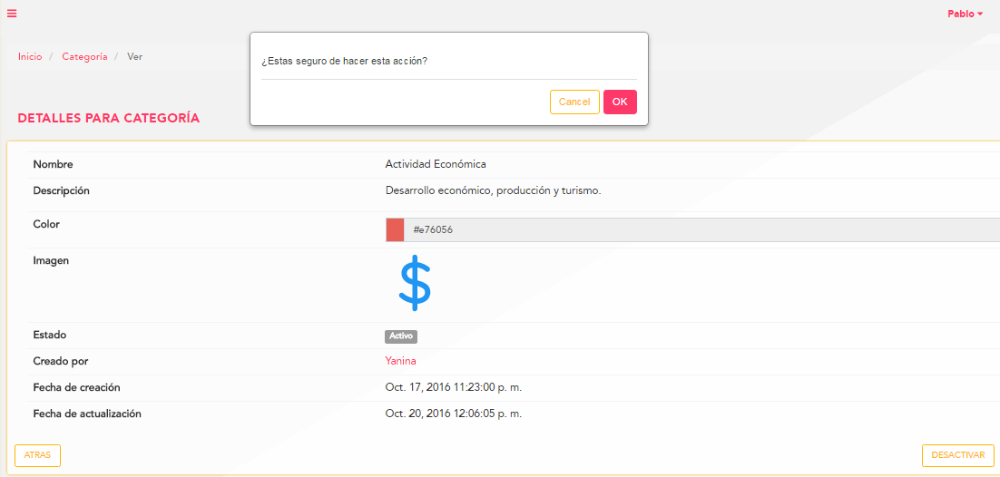 Pablo
Inicio / Categoría / Ver
¿Estas seguro de hacer esta acción?
Cancel OK
DETALLES PARA CATEGORÍA
Nombre Actividad Económica
Descripción Desarrollo económico, producción y turismo.
Color #e76056
Imagen $
Estado Activo
Creado por Yanina
Fecha de creación Oct. 17, 2016 11:23:00 p. m.
Fecha de actualización Oct. 20, 2016 12:06:05 p. m.
ATRAS DESACTIVAR